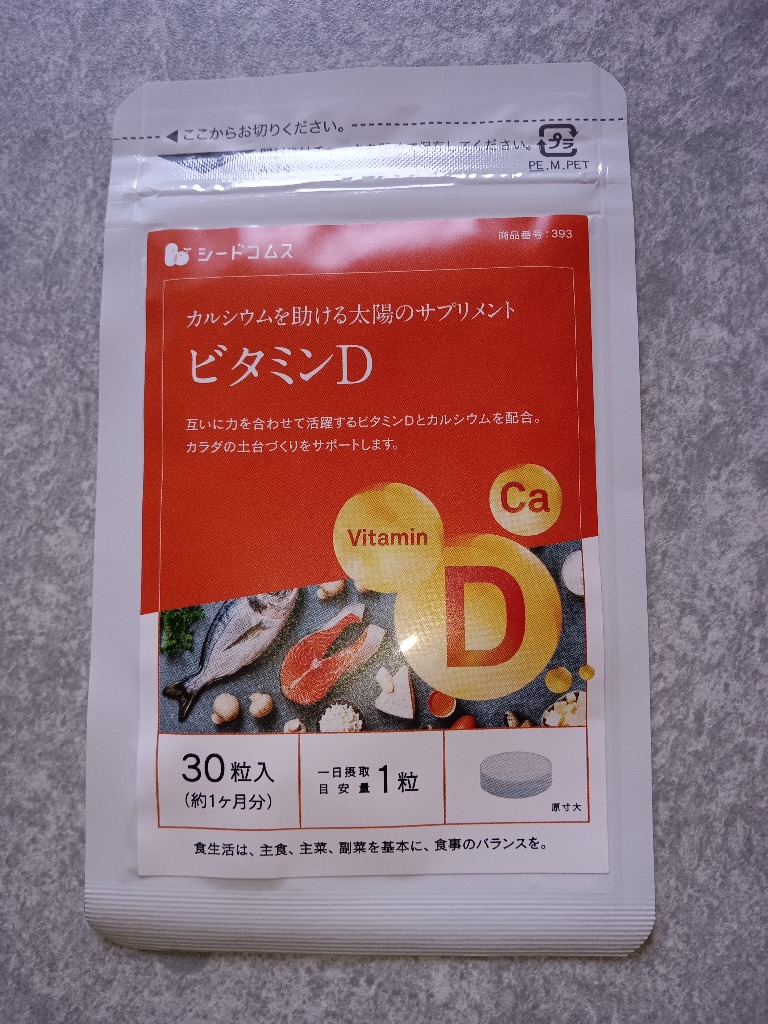 ◀ここからお切りください。
てください。
プラ
PE.M.PET
シードコムス
商品番号:393
カルシウムを助ける太陽のサプリメント
ビタミンD
互いに力を合わせて活躍するビタミンDとカルシウムを配合。
カラダの土台づくりをサポートします。
Ca
Vitamin
D
30粒入
(約1ヶ月分)
一日摂取
目安量
1粒
原寸大
食生活は、主食、主菜、副菜を基本に、食事のバランスを。